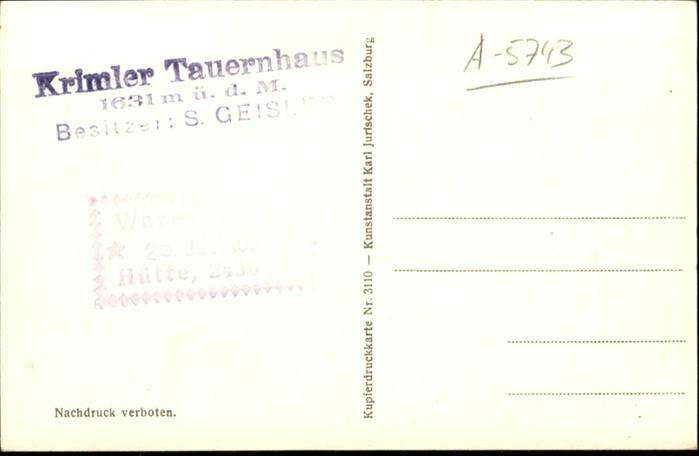 Krimler Tauernhaus
1631 m ü. d. M.
Besitzer: S. GEISLER
Hütte,
Nachdruck verboten.
Kupferdruckkarte Nr. 3110 — Kunstanstalt Karl Jurischek, Salzburg
A-5743